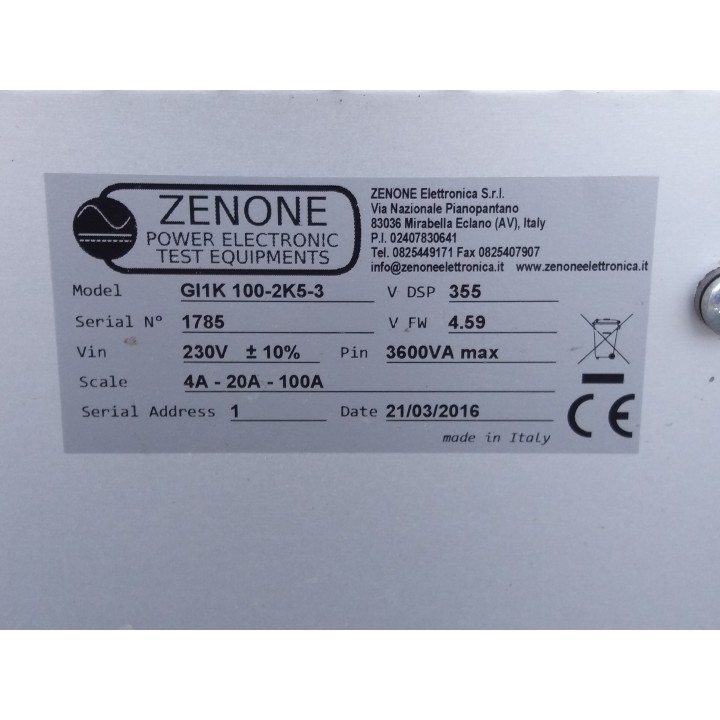 ZENONE
POWER ELECTRONIC
TEST EQUIPMENTS
ZENONE Elettronica S.r.l.
Via Nazionale Pianopantano
83036 Mirabella Eclano (AV), Italy
P.I. 02407830641
Tel. 0825449171 Fax 0825407907
info@zenoneelettronica.it www.zenoneelettronica.it
Model GI1K 100-2K5-3 V DSP 355
Serial N° 1785 V FW 4.59
Vin 230V ± 10% Pin 3600VA max
Scale 4A - 20A - 100A
Serial Address 1 Date 21/03/2016
CE
made in Italy